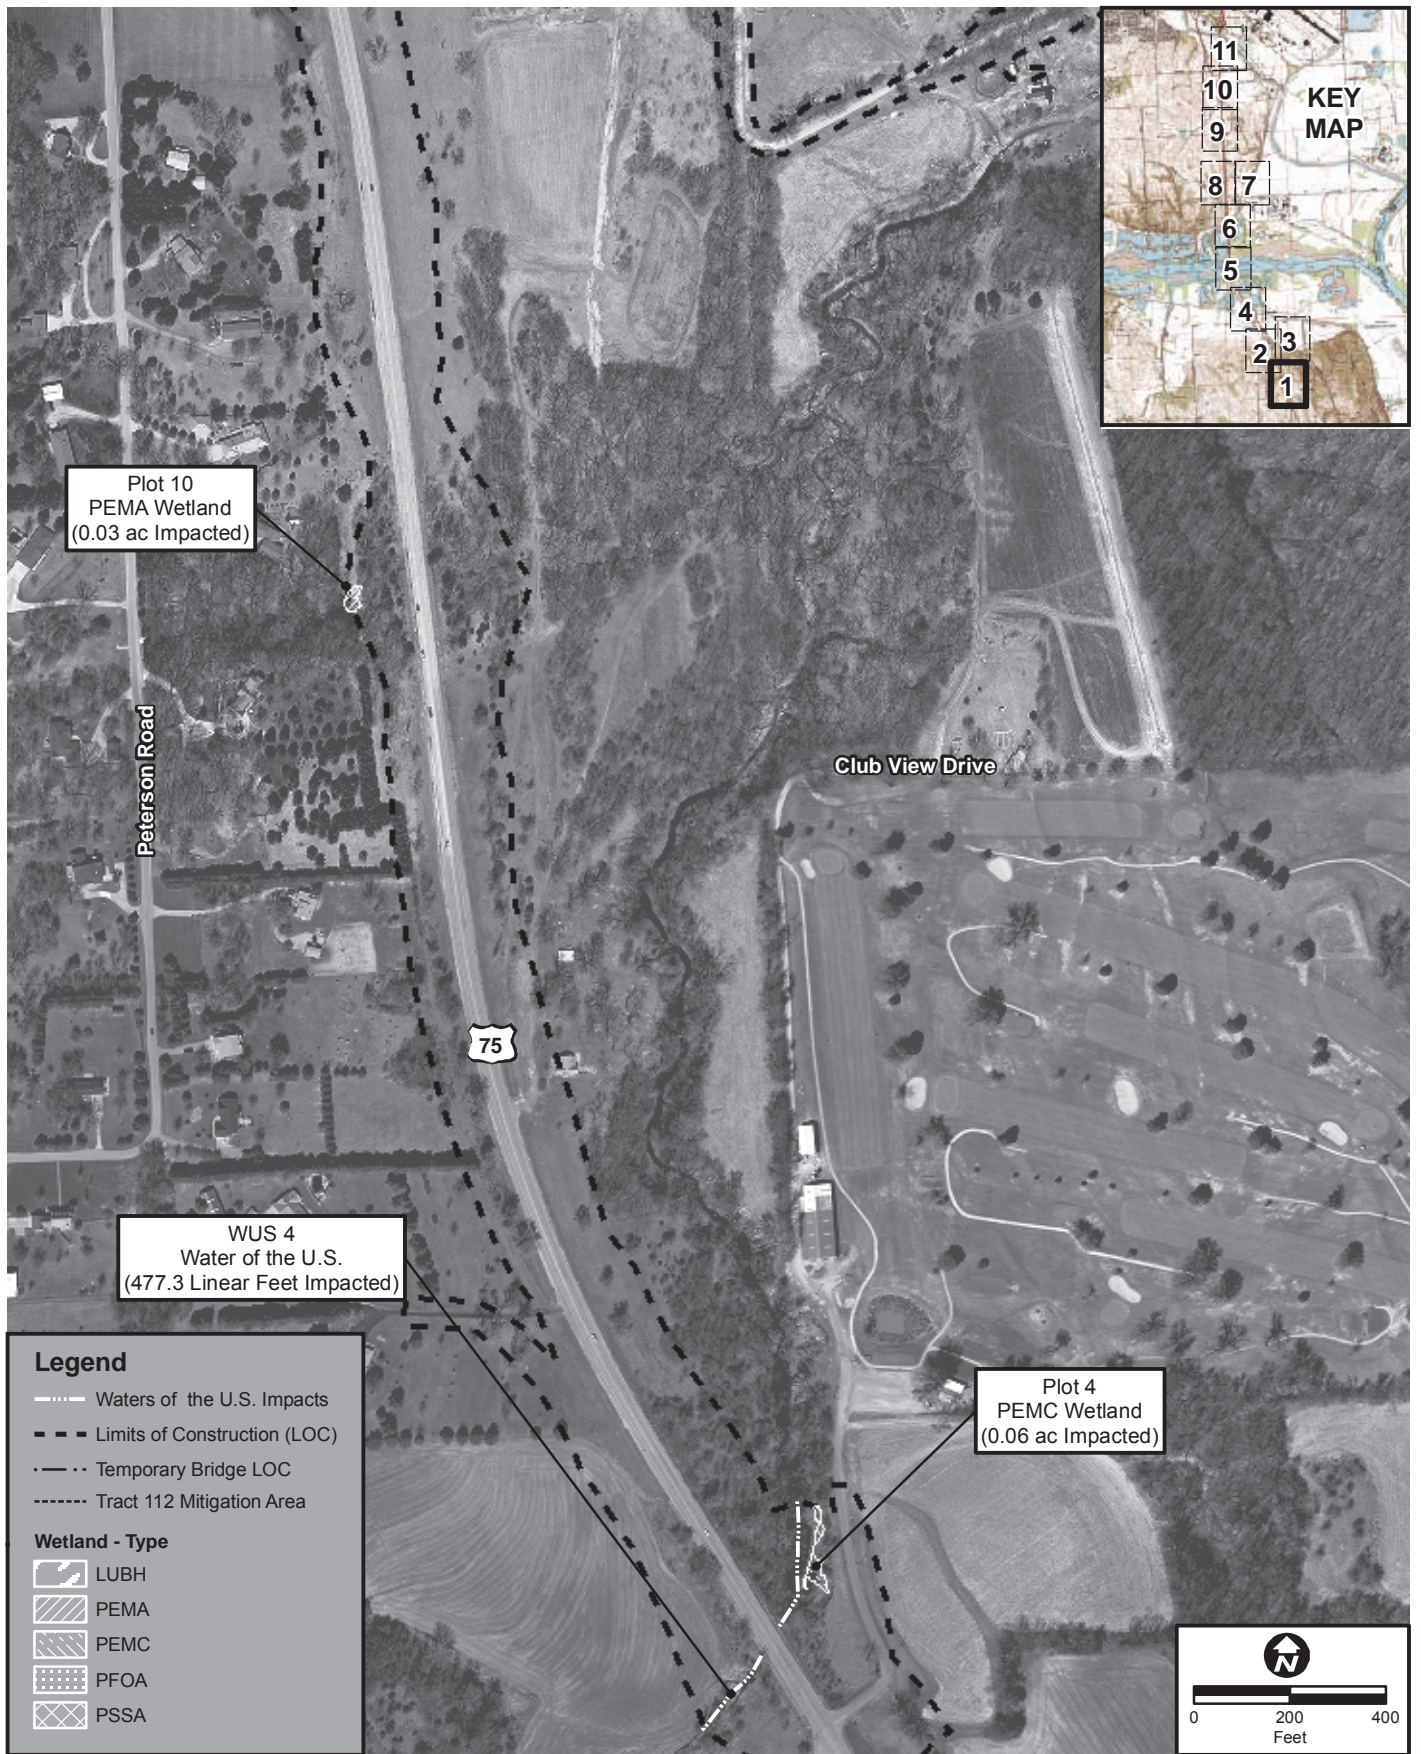 11
10
KEY
MAP
9
8
7
6
5
4
3
2
1
Plot 10
PEMA Wetland
(0.03 ac Impacted)
Peterson Road
Club View Drive
75
WUS 4
Water of the U.S.
(477.3 Linear Feet Impacted)
Plot 4
PEMC Wetland
(0.06 ac Impacted)
Legend
Waters of the U.S. Impacts
Limits of Construction (LOC)
Temporary Bridge LOC
Tract 112 Mitigation Area
Wetland - Type
LUBH
PEMA
PEMC
PFOA
PSSA
N
0 200 400
Feet